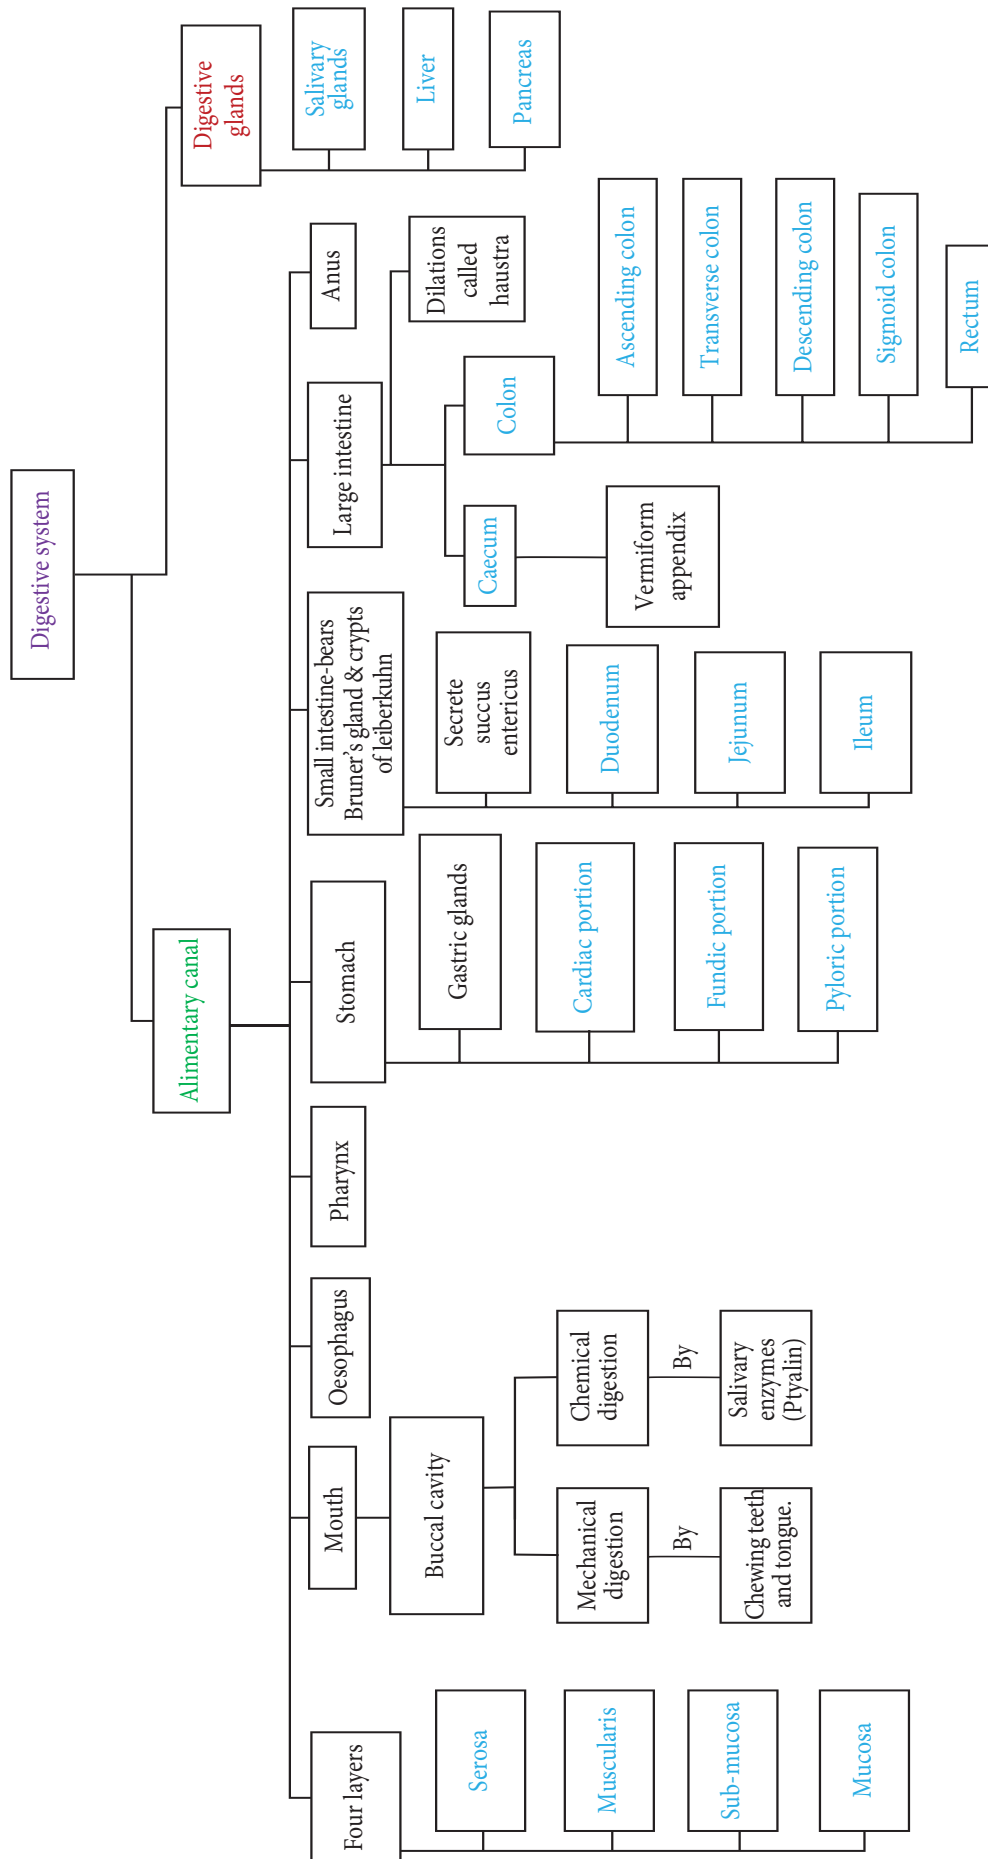 Digestive system
Alimentary canal
Digestive
glands
Four layers
Serosa
Muscularis
Sub-mucosa
Mucosa
Mouth
Buccal cavity
Mechanical
digestion
By
Chewing teeth
and tongue.
Chemical
digestion
By
Salivary
enzymes
(Ptyalin)
Oesophagus
Pharynx
Stomach
Gastric glands
Cardiac portion
Fundic portion
Pyloric portion
Small intestine-bears
Bruner's gland & crypts
of leiberkuhn
Secrete
succus
entericus
Duodenum
Jejunum
Ileum
Large intestine
Caecum
Vermiform
appendix
Colon
Ascending colon
Transverse colon
Descending colon
Sigmoid colon
Rectum
Dilations
called
haustra
Anus
Salivary
glands
Liver
Pancreas